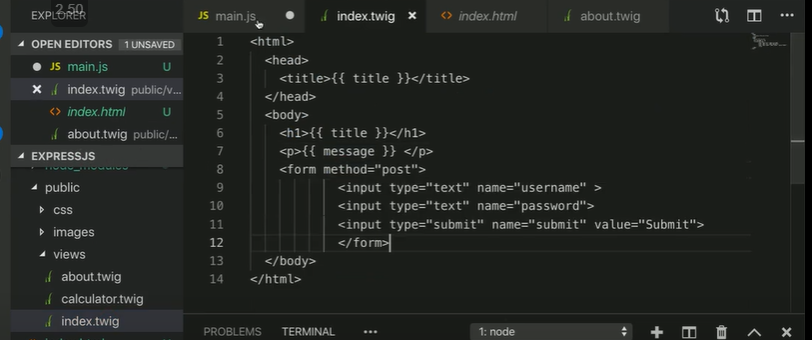 EXPLORER
2.50
JS main.js
index.twig ×
<> index.html
about.twig
...
OPEN EDITORS 1 UNSAVED
JS main.js U
× index.twig public/v...
<> index.html U
about.twig public/...
EXPRESSJS
node_modules
public
css
images
views
about.twig
calculator.twig
index.twig
1 <html>
2 <head>
3 <title>{{ title }}</title>
4 </head>
5 <body>
6 <h1>{{ title }}</h1>
7 <p>{{ message }} </p>
8 <form method="post">
9 <input type="text" name="username" >
10 <input type="text" name="password">
11 <input type="submit" name="submit" value="Submit">
12 </form>
13 </body>
14 </html>
PROBLEMS TERMINAL ... 1: node